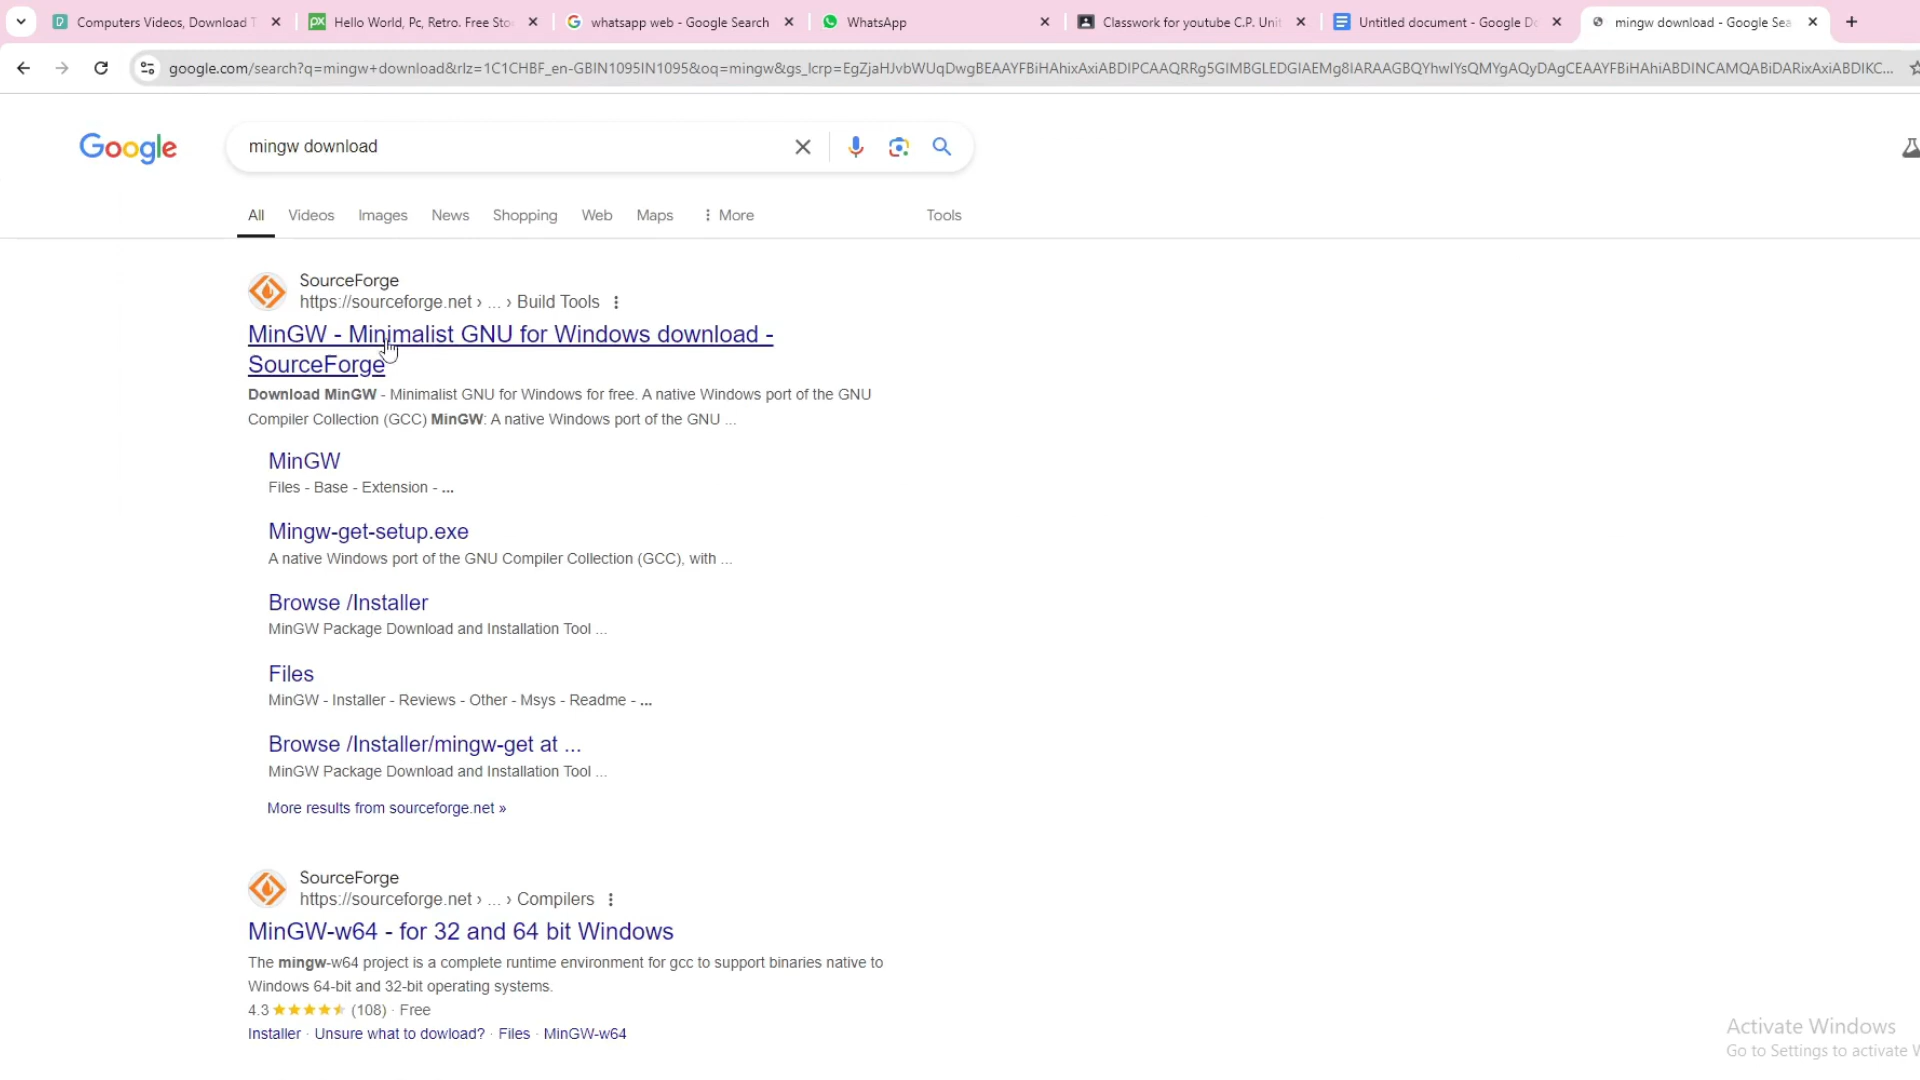 Computers Videos, Download T
Hello World, Pc, Retro. Free Sto
whatsapp web - Google Search
WhatsApp
Classwork for youtube C.P. Unit
Untitled document - Google Do
mingw download - Google Sea
google.com/search?q=mingw+download&rlz=1C1CHBF_en-GBIN1095IN1095&oq=mingw&gs_lcrp=
Google
mingw download
All
Videos
Images
News
Shopping
Web
Maps
More
Tools
SourceForge
https://sourceforge.net › ... › Build Tools
MinGW - Minimalist GNU for Windows download -
SourceForge
Download MinGW - Minimalist GNU for Windows for free. A native Windows port of the GNU
Compiler Collection (GCC) MinGW: A native Windows port of the GNU ...
MinGW
Files - Base - Extension - ...
Mingw-get-setup.exe
A native Windows port of the GNU Compiler Collection (GCC), with ...
Browse /Installer
MinGW Package Download and Installation Tool ...
Files
MinGW - Installer - Reviews - Other - Msys - Readme - ...
Browse /Installer/mingw-get at ...
MinGW Package Download and Installation Tool ...
More results from sourceforge.net »
SourceForge
https://sourceforge.net › ... › Compilers
MinGW-w64 - for 32 and 64 bit Windows
The mingw-w64 project is a complete runtime environment for gcc to support binaries native to
Windows 64-bit and 32-bit operating systems.
4.3 ★★★★★ (108) · Free
Installer · Unsure what to dowload? · Files · MinGW-w64
Activate Windows
Go to Settings to activate W